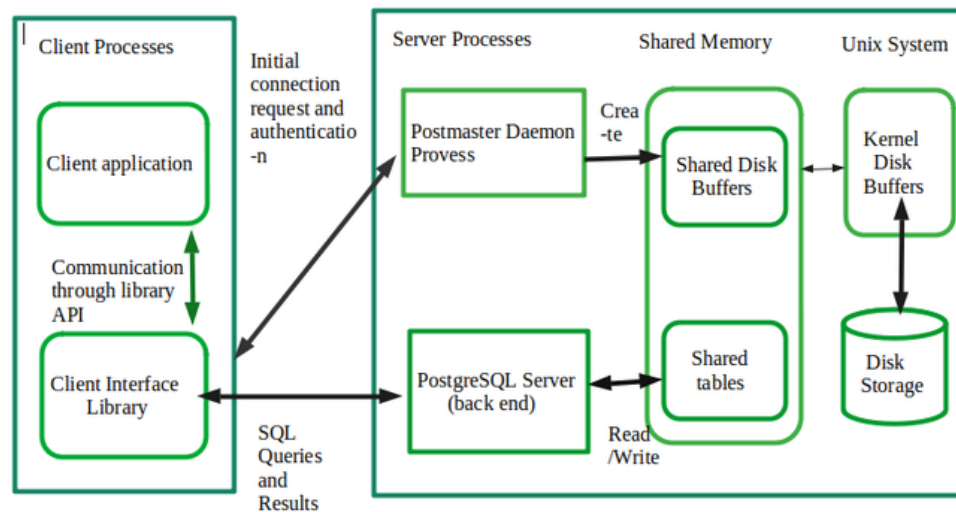 Client Processes
Client application
Communication
through library
API
Client Interface
Library
Initial
connection
request and
authenticatio
-n
SQL
Queries
and
Results
Server Processes
Postmaster Daemon
Provess
PostgreSQL Server
(back end)
Crea
-te
Read
/Write
Shared Memory
Shared Disk
Buffers
Shared
tables
Unix System
Kernel
Disk
Buffers
Disk
Storage